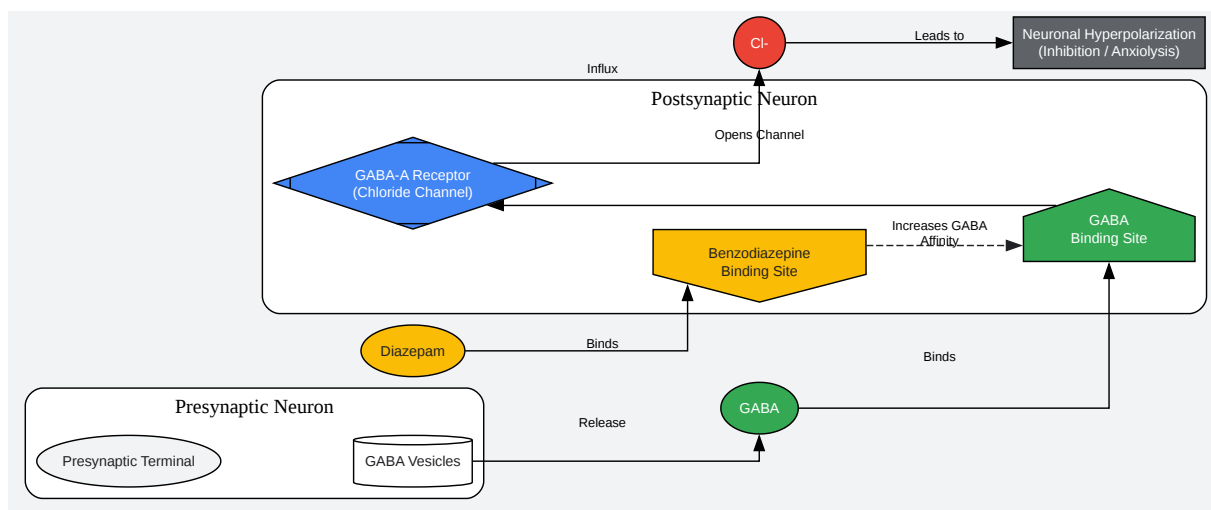 Cl-
Leads to
Neuronal Hyperpolarization
(Inhibition / Anxiolysis)
Influx
Postsynaptic Neuron
Opens Channel
GABA-A Receptor
(Chloride Channel)
GABA
Binding Site
Increases GABA
Affinity
Benzodiazepine
Binding Site
Diazepam
Binds
Binds
Presynaptic Neuron
GABA
Release
Presynaptic Terminal
GABA Vesicles